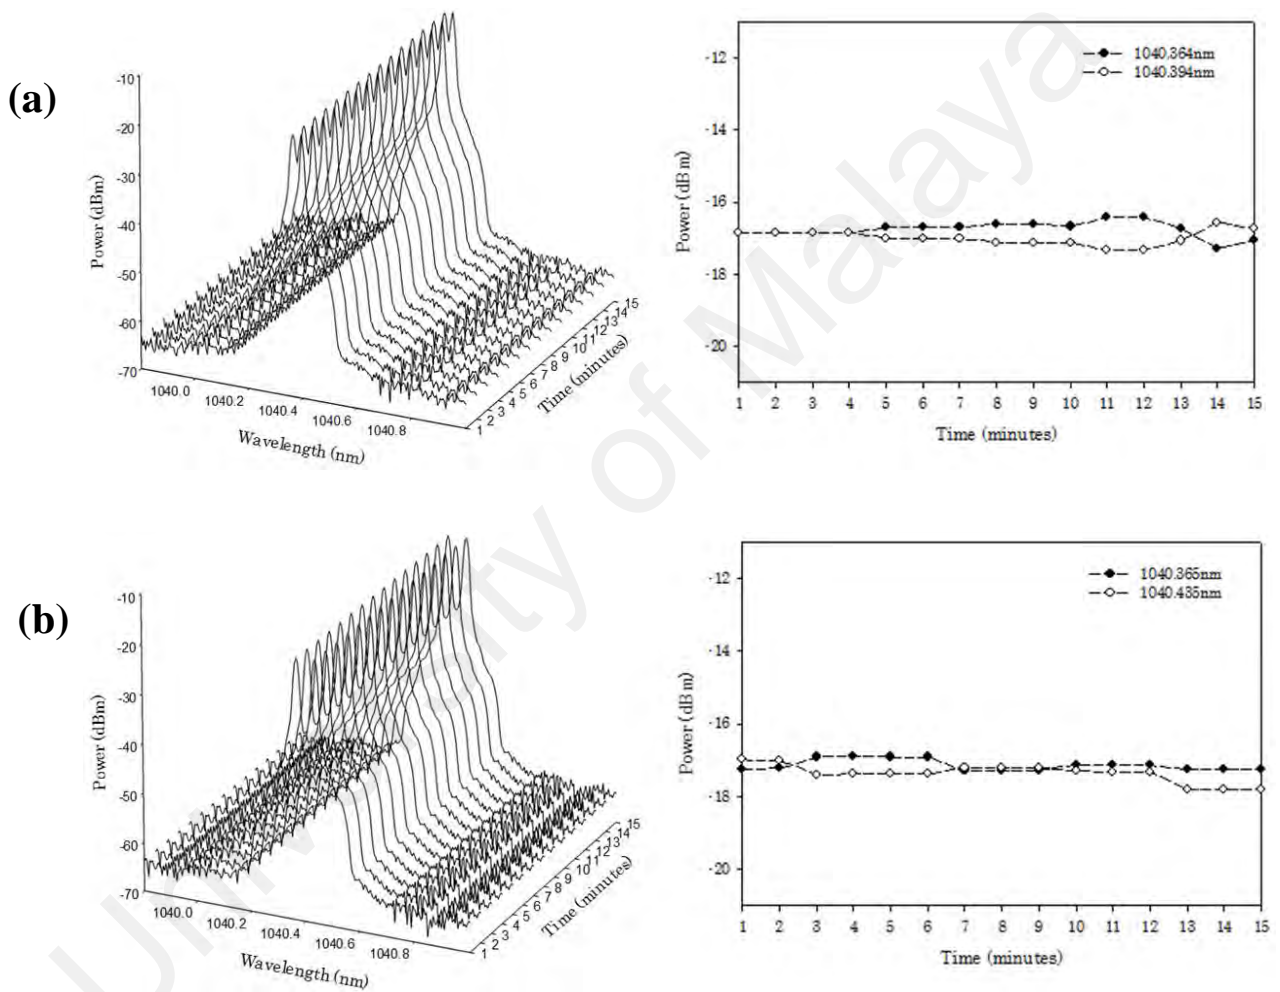 (a)
-10
-20
-30
-40
-50
-60
-70
Power (dBm)
1040.0
1040.2
1040.4
1040.6
1040.8
Wavelength (nm)
1 2 3 4 5 6 7 8 9 10 11 12 13 14 15
Time (minutes)
-12
-14
-16
-18
-20
Power (dBm)
1040.364nm
1040.394nm
1 2 3 4 5 6 7 8 9 10 11 12 13 14 15
Time (minutes)
(b)
-10
-20
-30
-40
-50
-60
-70
Power (dBm)
1040.0
1040.2
1040.4
1040.6
1040.8
Wavelength (nm)
1 2 3 4 5 6 7 8 9 10 11 12 13 14 15
Time (minutes)
-12
-14
-16
-18
-20
Power (dBm)
1040.365nm
1040.435nm
1 2 3 4 5 6 7 8 9 10 11 12 13 14 15
Time (minutes)
University of Malaya